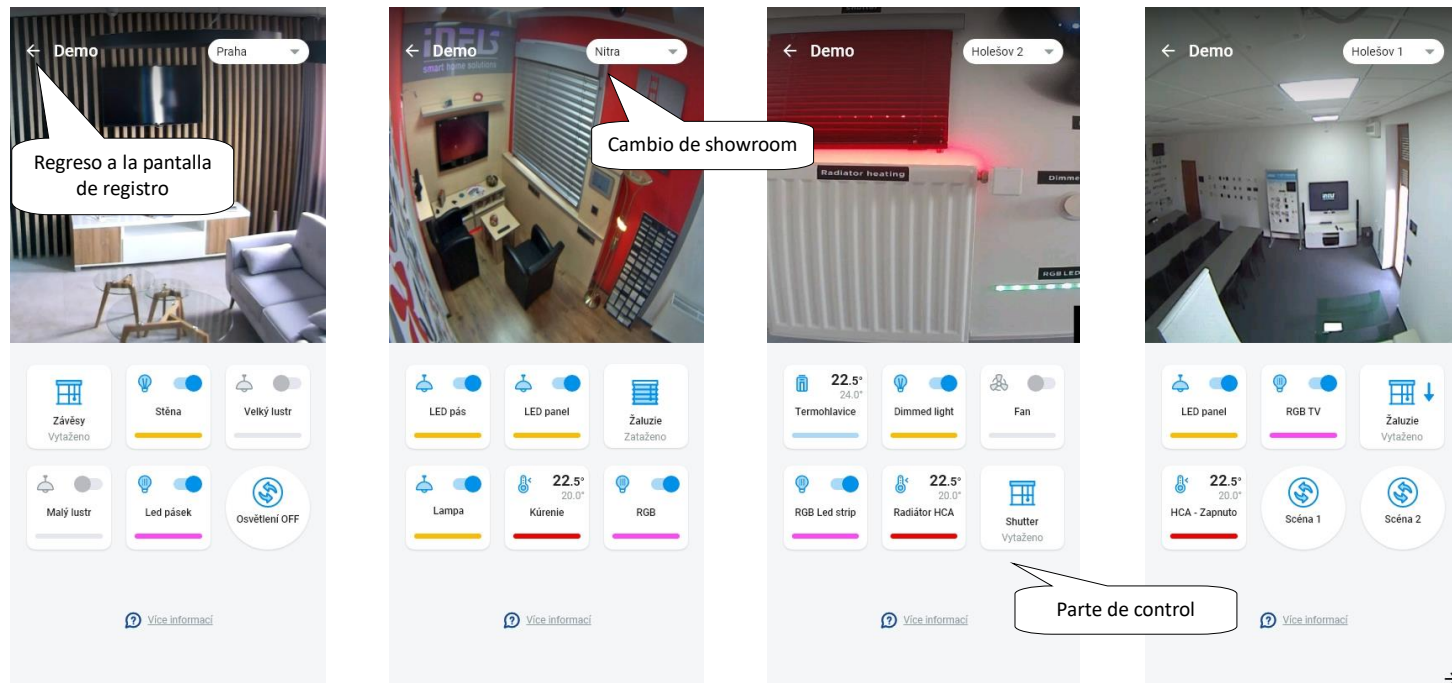 Demo
Praha
Regreso a la pantalla
de registro
Závěsy
Vytaženo
Stěna
Velký lustr
Malý lustr
Led pásek
Osvětlení OFF
Více informací
Demo
Nitra
iNELS
smart home solutions
Cambio de showroom
LED pás
LED panel
Žaluzie
Zataženo
Lampa
22.5°
20.0°
Kúrenie
RGB
Více informací
Demo
Holešov 2
Radiator heating
Dimme
RGB LED
22.5°
24.0°
Termohlavice
Dimmed light
Fan
RGB Led strip
22.5°
20.0°
Radiátor HCA
Shutter
Vytaženo
Parte de control
Více informací
Demo
Holešov 1
LED panel
RGB TV
Žaluzie
Vytaženo
22.5°
20.0°
HCA - Zapnuto
Scéna 1
Scéna 2
Více informací